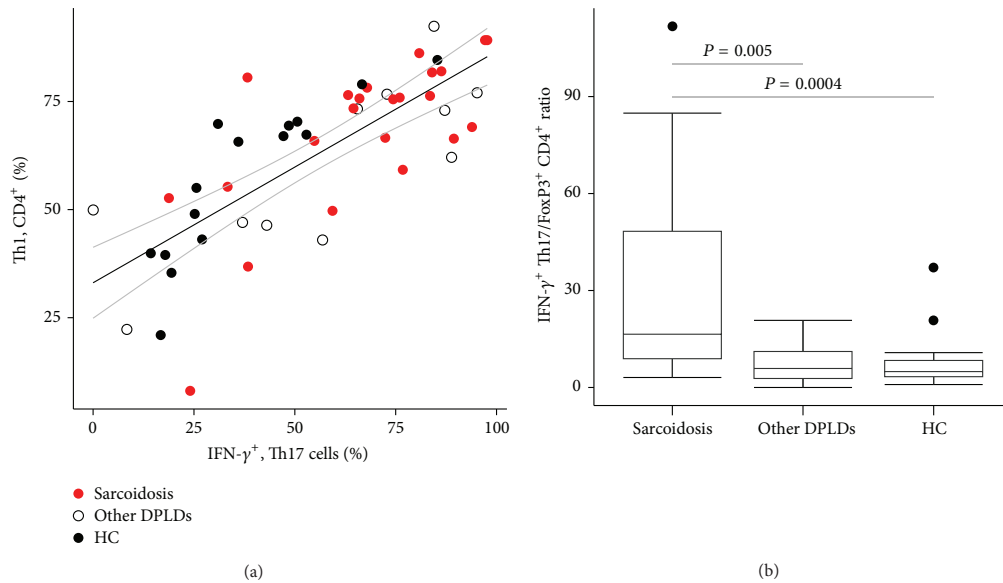 75
50
25
0
25
50
75
100
Th1, CD4⁺ (%)
IFN-γ⁺, Th17 cells (%)
Sarcoidosis
Other DPLDs
HC
(a)
P = 0.005
P = 0.0004
90
60
30
0
IFN-γ⁺ Th17/FoxP3⁺ CD4⁺ ratio
Sarcoidosis
Other DPLDs
HC
(b)